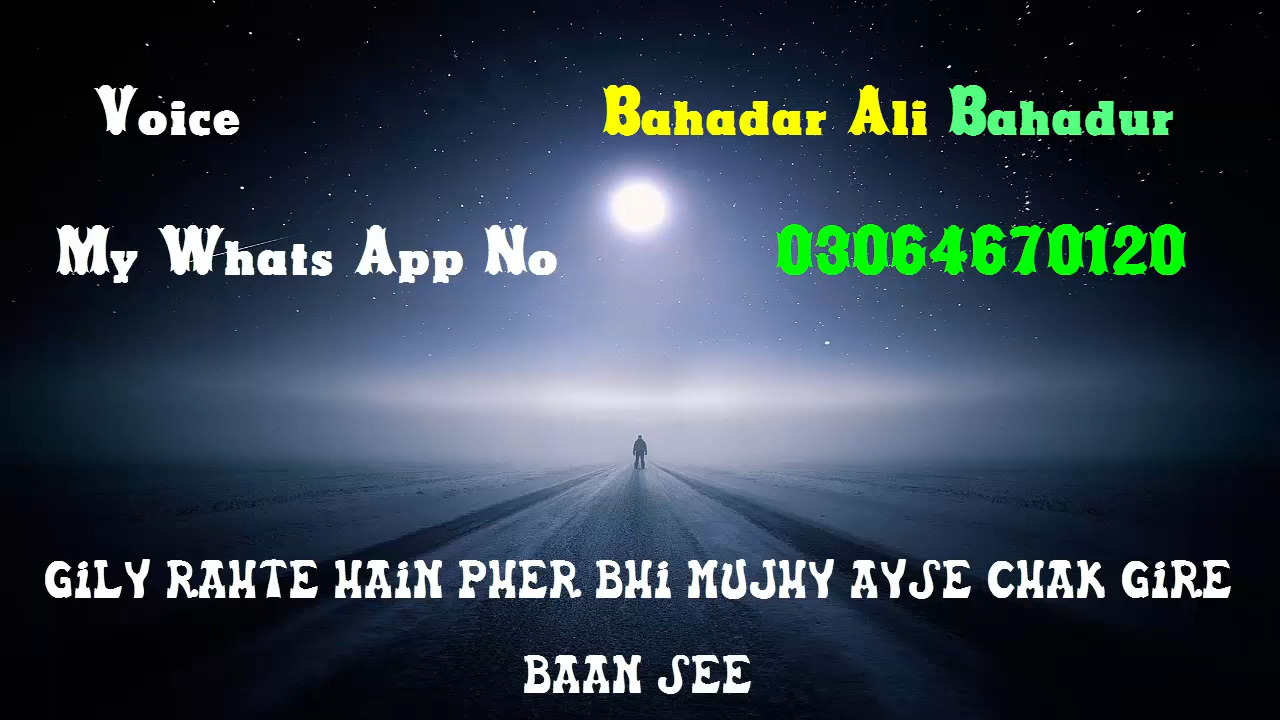 Voice Bahadar Ali Bahadur
My Whats App No 03064670120
GiLY RAHTE HAiN PHER BHi MUJHY AYSE CHAK GiRE
BAAN SEE